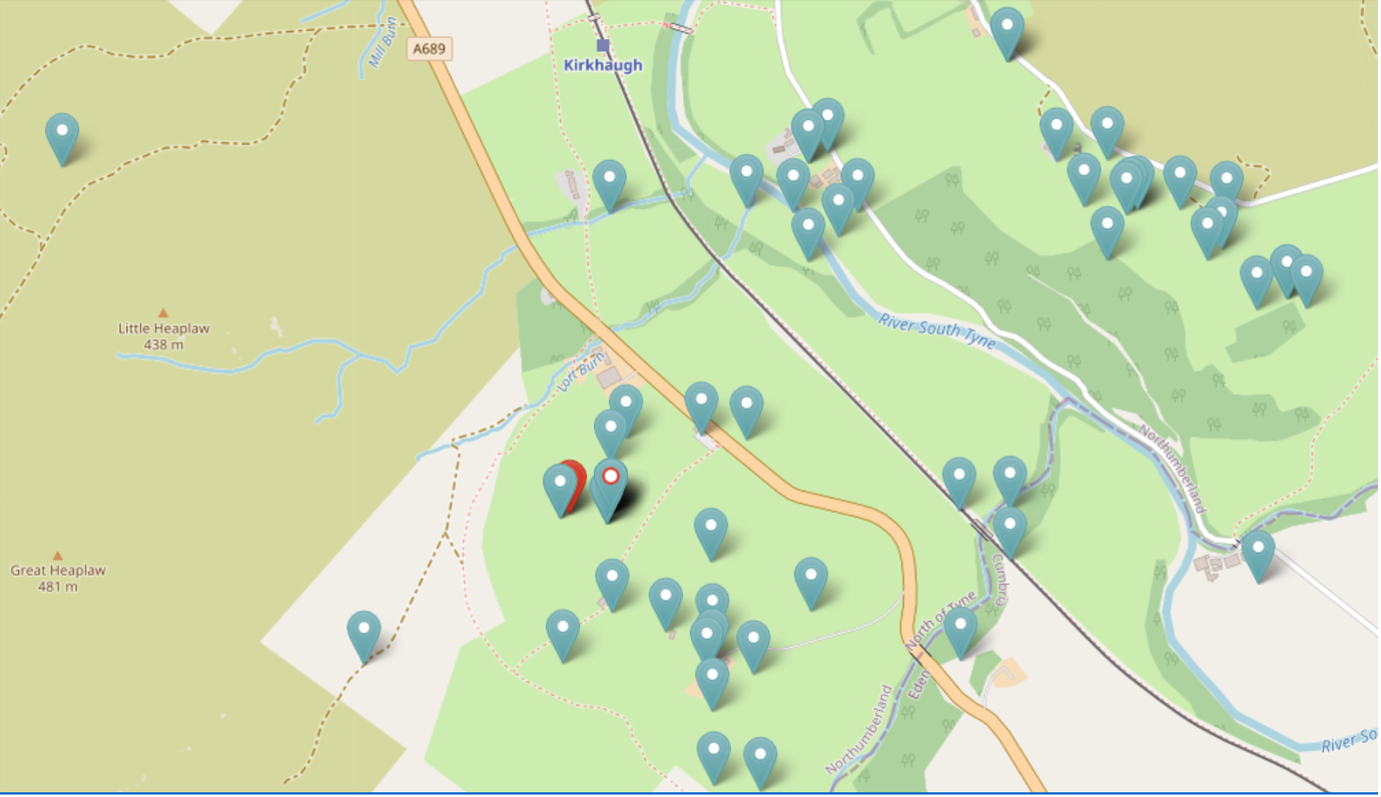 Mill Burn
A689
Kirkhaugh
Little Heaplaw
438 m
River South Tyne
Lort Burn
Northumberland
Great Heaplaw
481 m
Cumbria
North of Tyne
Eden
Northumberland
River So